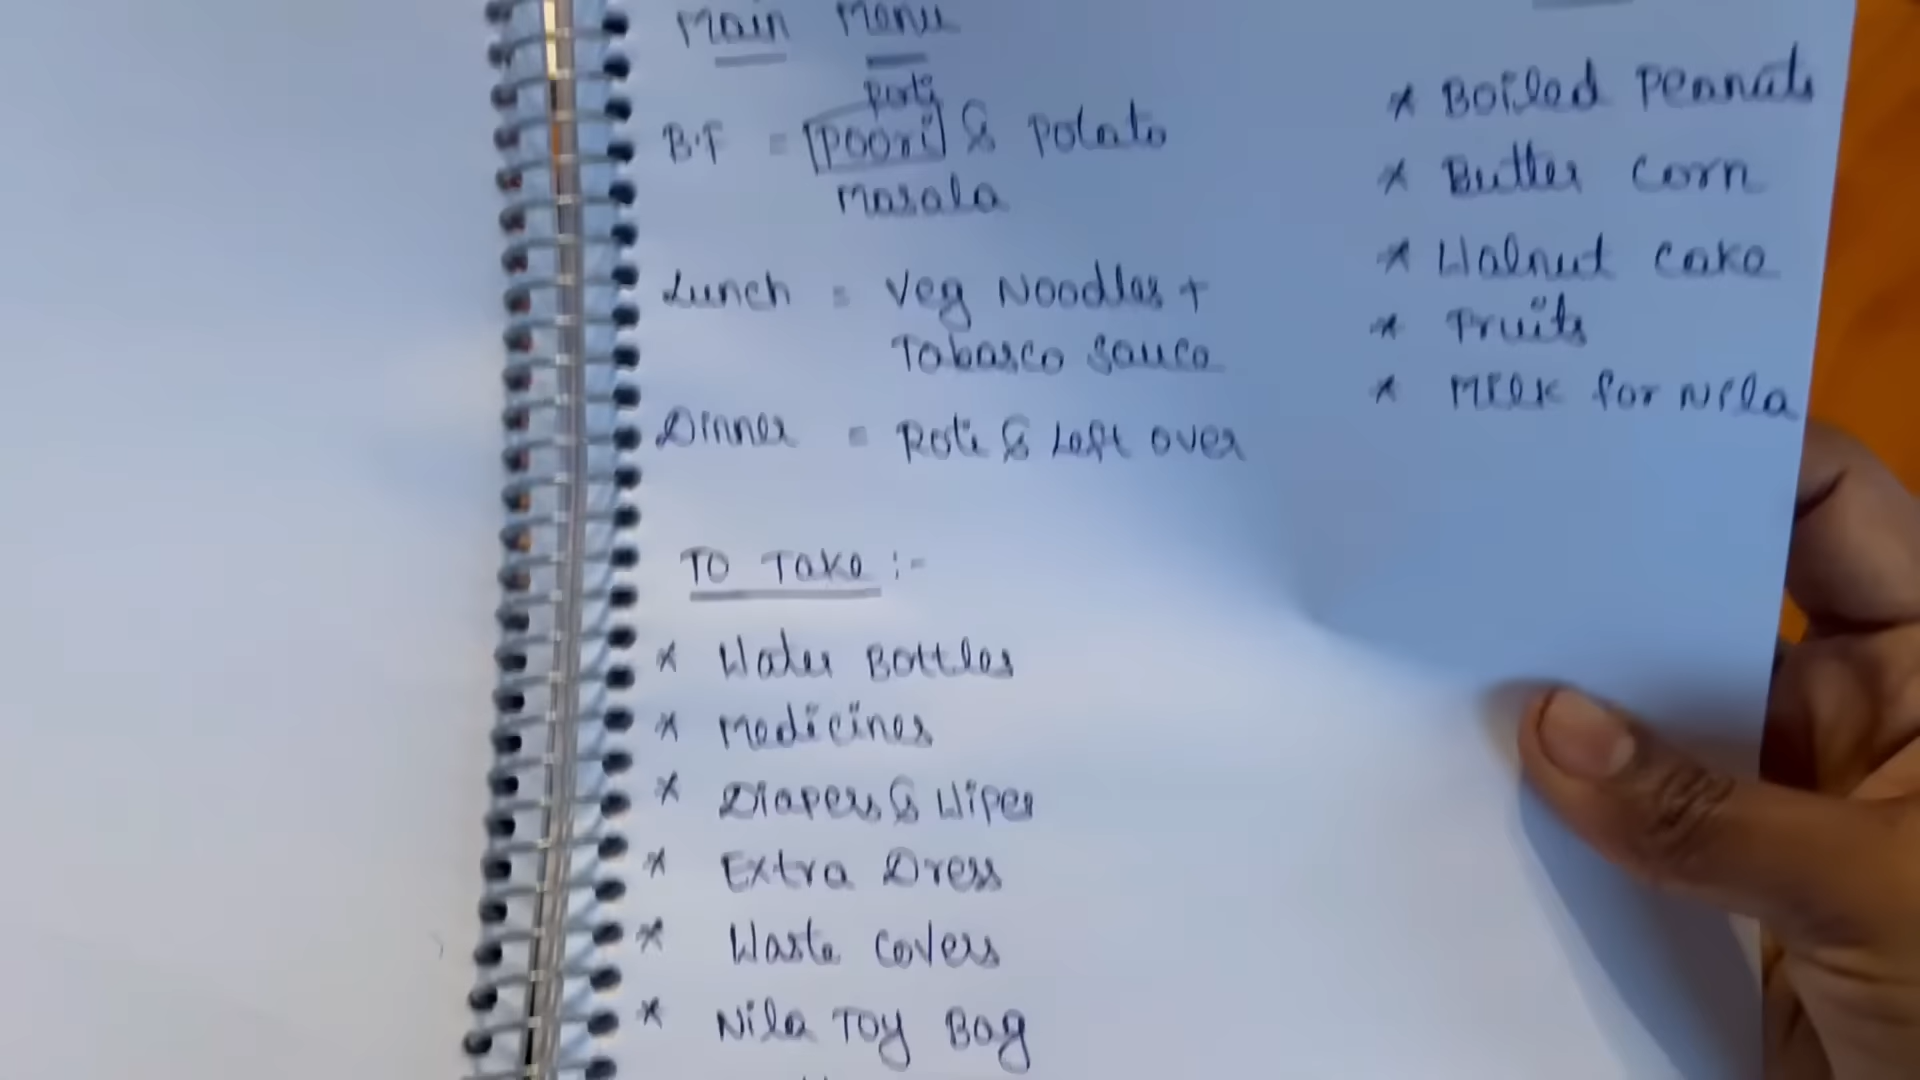 Main Menu
Roti
B.F = [Poori] & Potato
Masala
Lunch = Veg Noodles +
Tobasco Sauce
Dinner = Roti & Left over
To Take :-
* Water Bottles
* Medicines
* Diapers & Wipes
* Extra Dress
* Waste Covers
* Nila Toy Bag
* Boiled Peanuts
* Butter Corn
* Walnut Cake
* Fruits
* Milk for Nila